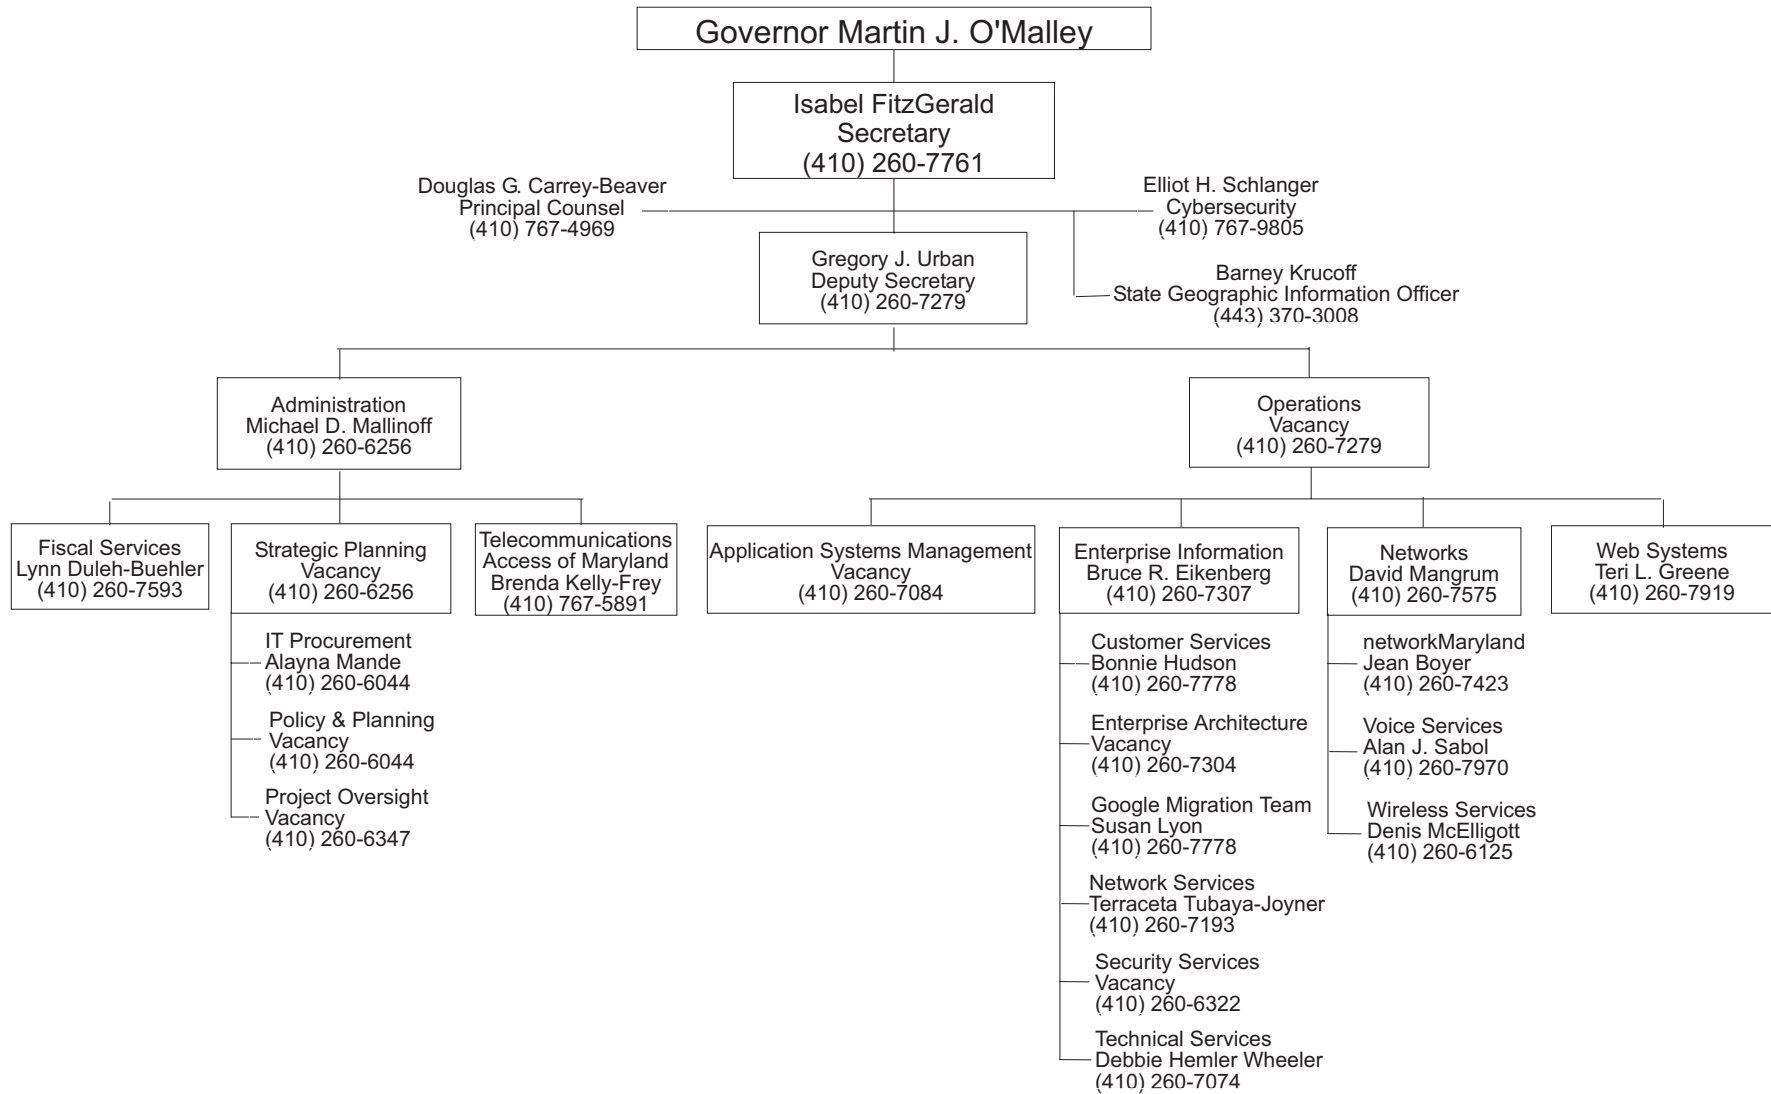 Governor Martin J. O'Malley
Isabel FitzGerald
Secretary
(410) 260-7761
Douglas G. Carrey-Beaver
Principal Counsel
(410) 767-4969
Elliot H. Schlanger
Cybersecurity
(410) 767-9805
Gregory J. Urban
Deputy Secretary
(410) 260-7279
Barney Krucoff
State Geographic Information Officer
(443) 370-3008
Administration
Michael D. Mallinoff
(410) 260-6256
Operations
Vacancy
(410) 260-7279
Fiscal Services
Lynn Duleh-Buehler
(410) 260-7593
Strategic Planning
Vacancy
(410) 260-6256
Telecommunications
Access of Maryland
Brenda Kelly-Frey
(410) 767-5891
Application Systems Management
Vacancy
(410) 260-7084
Enterprise Information
Bruce R. Eikenberg
(410) 260-7307
Networks
David Mangrum
(410) 260-7575
Web Systems
Teri L. Greene
(410) 260-7919
IT Procurement
Alayna Mande
(410) 260-6044
Policy & Planning
Vacancy
(410) 260-6044
Project Oversight
Vacancy
(410) 260-6347
Customer Services
Bonnie Hudson
(410) 260-7778
Enterprise Architecture
Vacancy
(410) 260-7304
Google Migration Team
Susan Lyon
(410) 260-7778
Network Services
Terraceta Tubaya-Joyner
(410) 260-7193
Security Services
Vacancy
(410) 260-6322
Technical Services
Debbie Hemler Wheeler
(410) 260-7074
networkMaryland
Jean Boyer
(410) 260-7423
Voice Services
Alan J. Sabol
(410) 260-7970
Wireless Services
Denis McElligott
(410) 260-6125